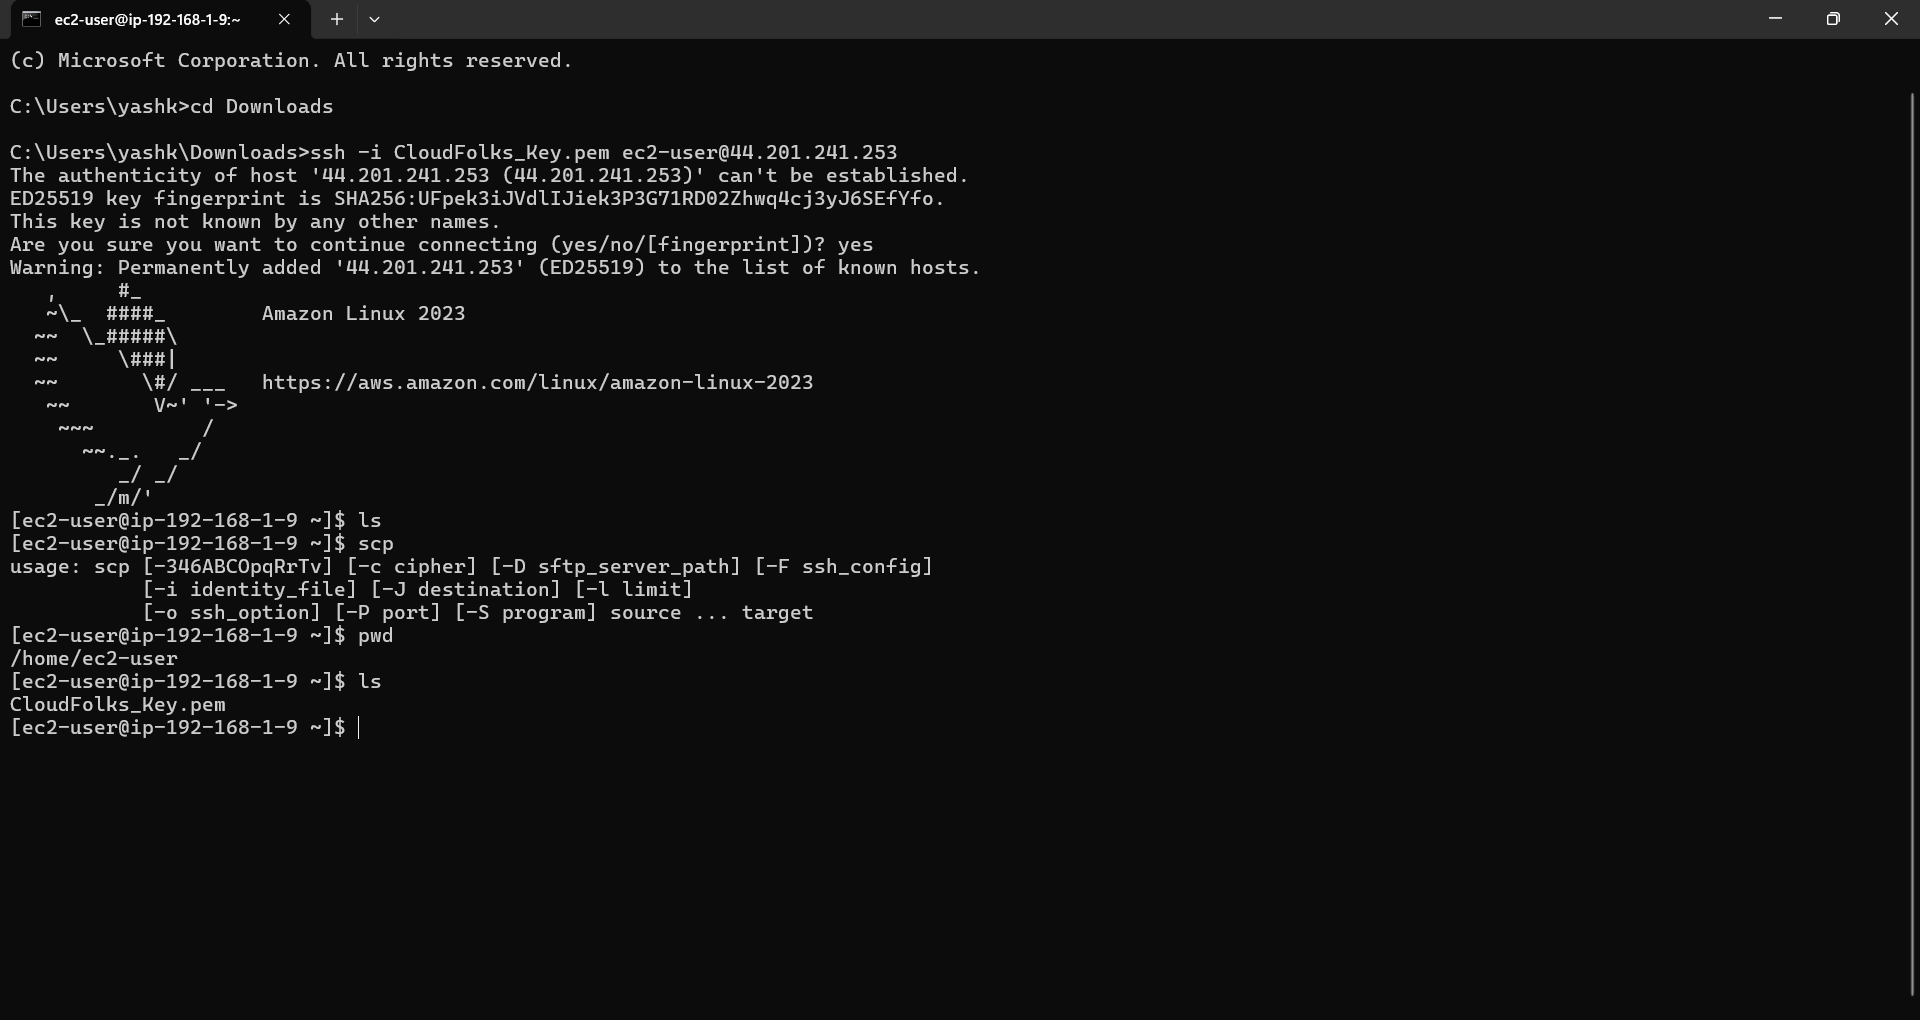 ec2-user@ip-192-168-1-9:~
(c) Microsoft Corporation. All rights reserved.
C:\Users\yashk>cd Downloads
C:\Users\yashk\Downloads>ssh -i CloudFolks_Key.pem ec2-user@44.201.241.253
The authenticity of host '44.201.241.253 (44.201.241.253)' can't be established.
ED25519 key fingerprint is SHA256:UFpek3iJVdlIJiek3P3G71RD02Zhwq4cj3yJ6SEfYfo.
This key is not known by any other names.
Are you sure you want to continue connecting (yes/no/[fingerprint])? yes
Warning: Permanently added '44.201.241.253' (ED25519) to the list of known hosts.
   ,     #_
   ~\_  ####_        Amazon Linux 2023
  ~~  \_#####\
  ~~     \###|
  ~~       \#/ ___   https://aws.amazon.com/linux/amazon-linux-2023
   ~~       V~' '->
    ~~~         /
      ~~._.   _/
         _/ _/
       _/m/'
[ec2-user@ip-192-168-1-9 ~]$ ls
[ec2-user@ip-192-168-1-9 ~]$ scp
usage: scp [-346ABCOpqRrTv] [-c cipher] [-D sftp_server_path] [-F ssh_config]
           [-i identity_file] [-J destination] [-l limit]
           [-o ssh_option] [-P port] [-S program] source ... target
[ec2-user@ip-192-168-1-9 ~]$ pwd
/home/ec2-user
[ec2-user@ip-192-168-1-9 ~]$ ls
CloudFolks_Key.pem
[ec2-user@ip-192-168-1-9 ~]$